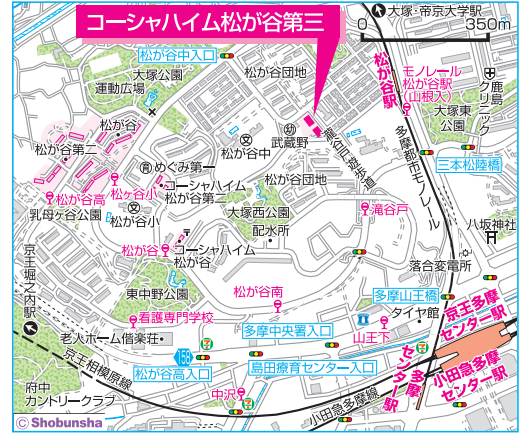 コーシャハイム松が谷第三
大塚・帝京大学駅
0 350m
松が谷中入口
大塚公園
運動広場
松が谷団地
松が谷駅
モノレール
松が谷駅
(山根入)
鹿島
クリニック
大塚東
公園
松が谷
松が谷第二
武蔵野
松が谷中
めぐみ第一
コーシャハイム
松が谷第二
松が谷団地
多摩都市モノレール
三本松陸橋
松が谷高
松ヶ谷小
乳母ヶ谷公園
松が谷小
大塚西公園
配水所
滝谷戸
八坂神社
松が谷
コーシャハイム
松が谷
京王堀之内駅
落合変電所
東中野公園
松が谷南
多摩山王橋
看護専門学校
タイヤ館
京王多摩
センター駅
老人ホーム偕楽荘
多摩中央署入口
山王下
多摩
センター駅
京王相模原線
158
松が谷高入口
島田療育センター入口
小田急多摩
センター駅
府中
カントリークラブ
中沢
小田急多摩線
© Shobunsha